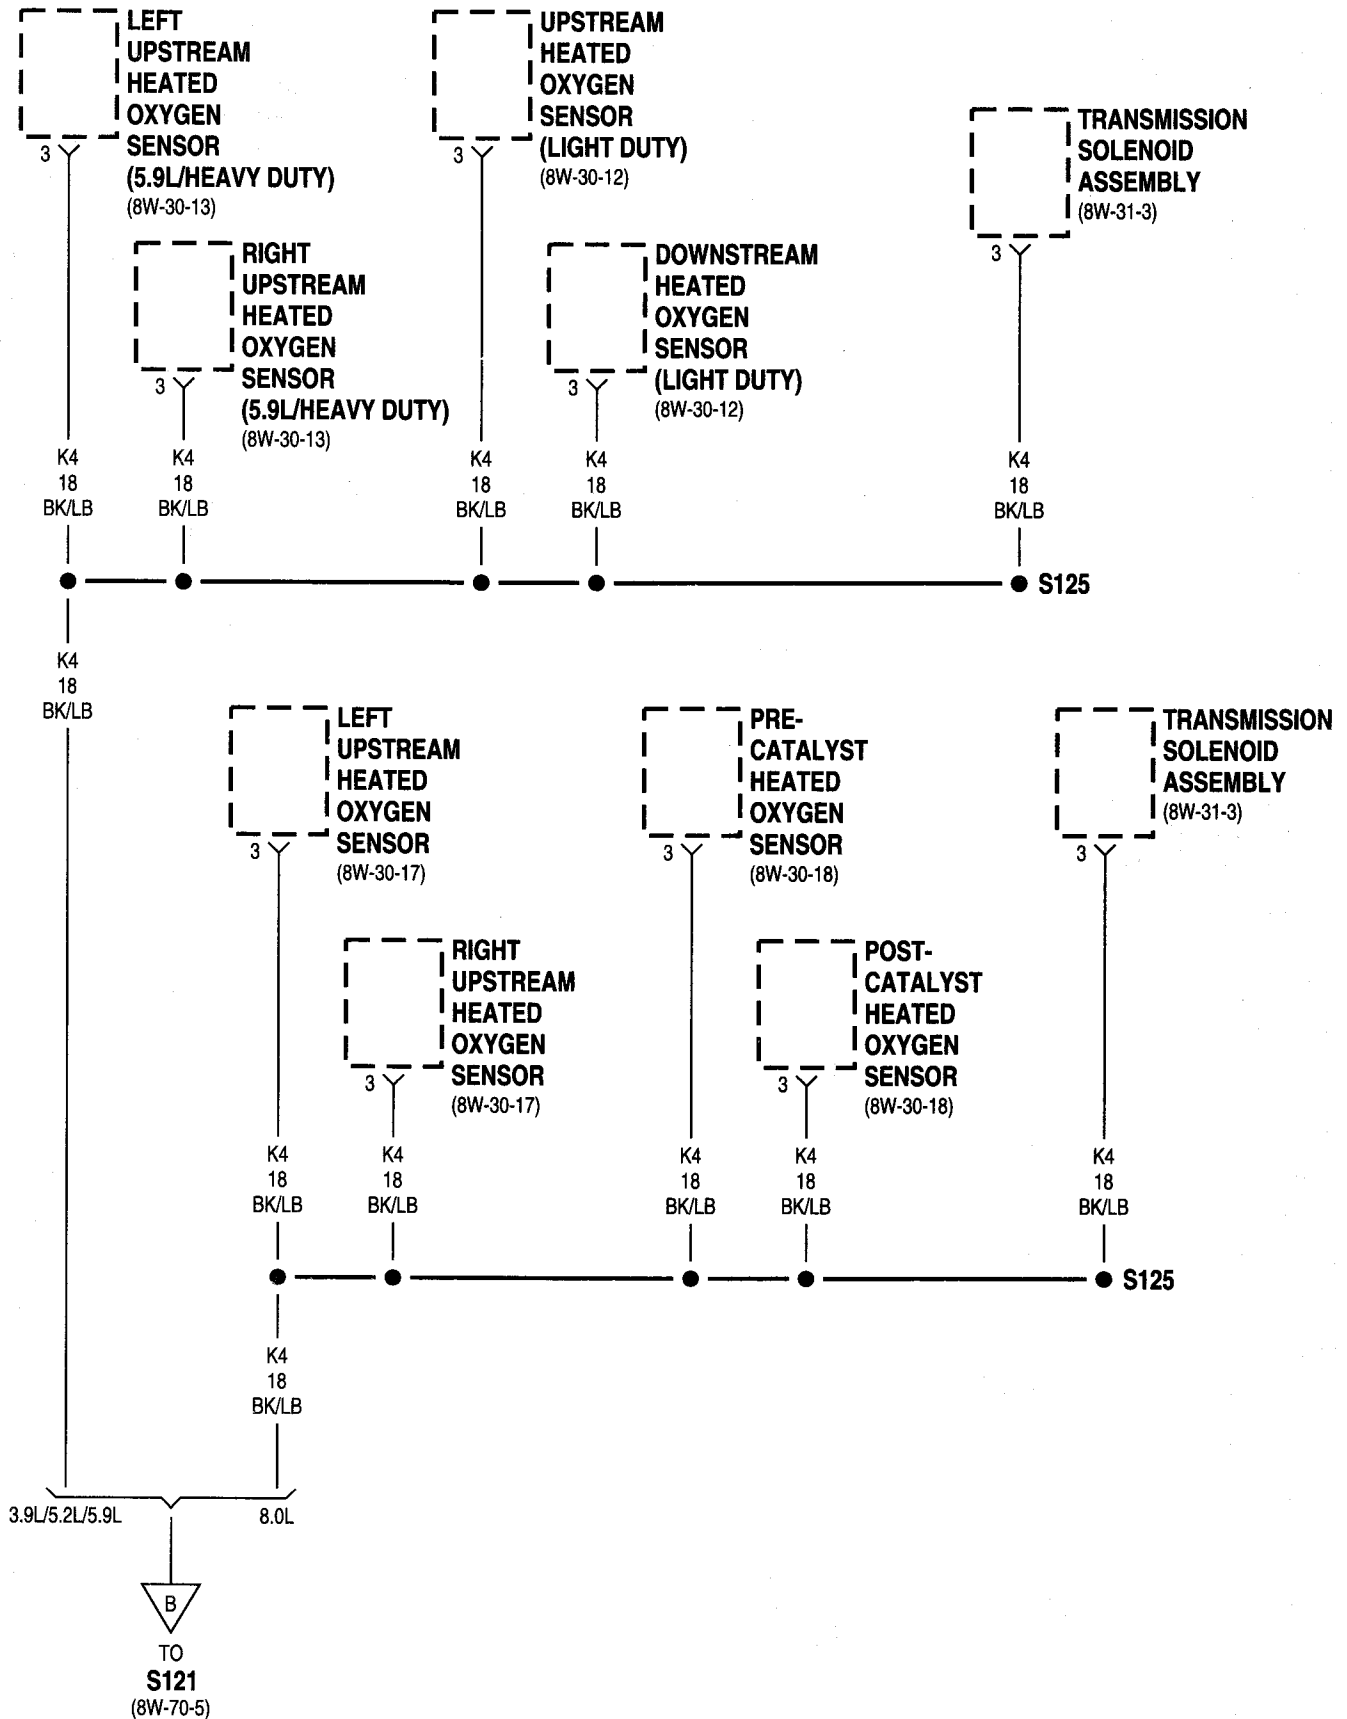 LEFT
UPSTREAM
HEATED
OXYGEN
SENSOR
(5.9L/HEAVY DUTY)
(8W-30-13)
3
UPSTREAM
HEATED
OXYGEN
SENSOR
(LIGHT DUTY)
(8W-30-12)
3
TRANSMISSION
SOLENOID
ASSEMBLY
(8W-31-3)
3
RIGHT
UPSTREAM
HEATED
OXYGEN
SENSOR
(5.9L/HEAVY DUTY)
(8W-30-13)
3
DOWNSTREAM
HEATED
OXYGEN
SENSOR
(LIGHT DUTY)
(8W-30-12)
3
K4
18
BK/LB
K4
18
BK/LB
K4
18
BK/LB
K4
18
BK/LB
K4
18
BK/LB
S125
K4
18
BK/LB
LEFT
UPSTREAM
HEATED
OXYGEN
SENSOR
(8W-30-17)
3
PRE-
CATALYST
HEATED
OXYGEN
SENSOR
(8W-30-18)
3
TRANSMISSION
SOLENOID
ASSEMBLY
(8W-31-3)
3
RIGHT
UPSTREAM
HEATED
OXYGEN
SENSOR
(8W-30-17)
3
POST-
CATALYST
HEATED
OXYGEN
SENSOR
(8W-30-18)
3
K4
18
BK/LB
K4
18
BK/LB
K4
18
BK/LB
K4
18
BK/LB
K4
18
BK/LB
S125
K4
18
BK/LB
3.9L/5.2L/5.9L
8.0L
B
TO
S121
(8W-70-5)